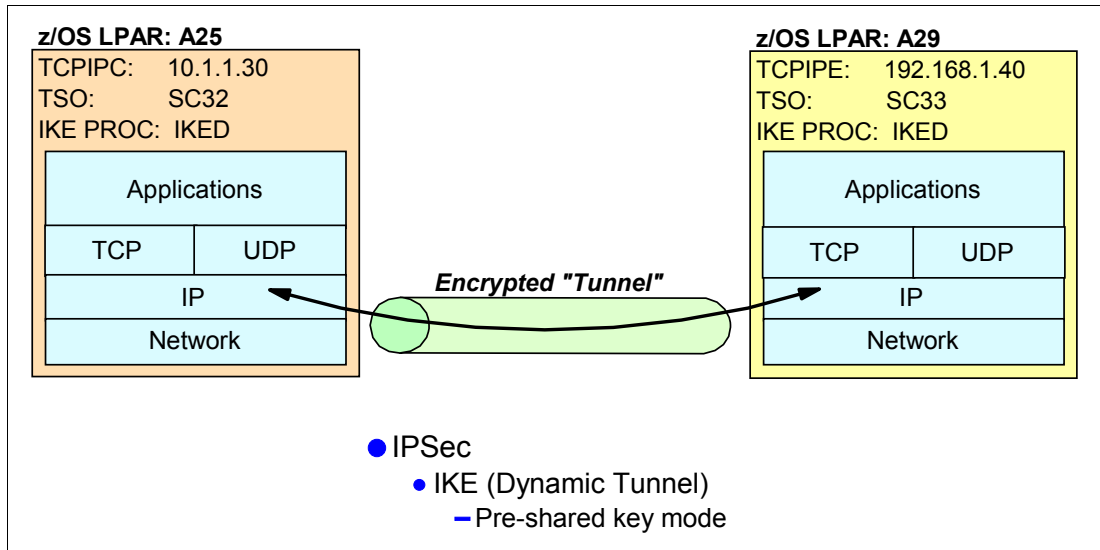 z/OS LPAR: A25
TCPIPC: 10.1.1.30
TSO: SC32
IKE PROC: IKED
Applications
TCP UDP
IP
Network
z/OS LPAR: A29
TCPIPE: 192.168.1.40
TSO: SC33
IKE PROC: IKED
Applications
TCP UDP
IP
Network
Encrypted "Tunnel"
IPSec
IKE (Dynamic Tunnel)
Pre-shared key mode